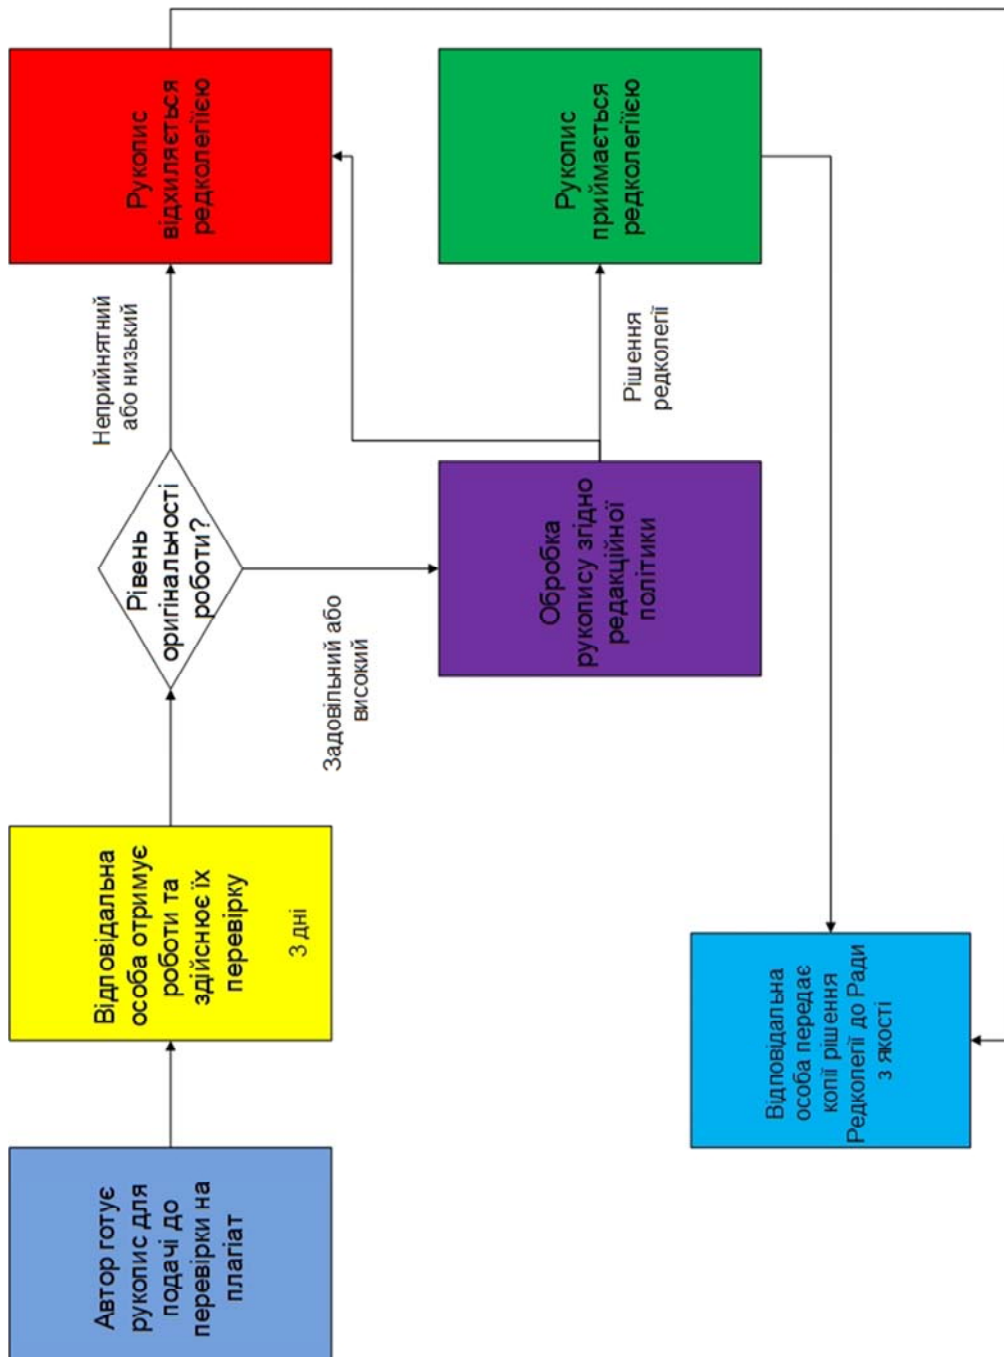 Автор готує
рукопис для
подачі до
перевірки на
плагіат
Відповідальна
особа отримує
роботи та
здійснює їх
перевірку
3 дні
Рівень
оригінальності
роботи?
Неприйнятний
або низький
Рукопис
відхиляється
редколегіією
Задовільний або
високий
Обробка
рукопису згідно
редакційної
політики
Рішення
редколегії
Рукопис
приймається
редколегіією
Відповідальна
особа передає
копії рішення
Редколегії до Ради
з якості